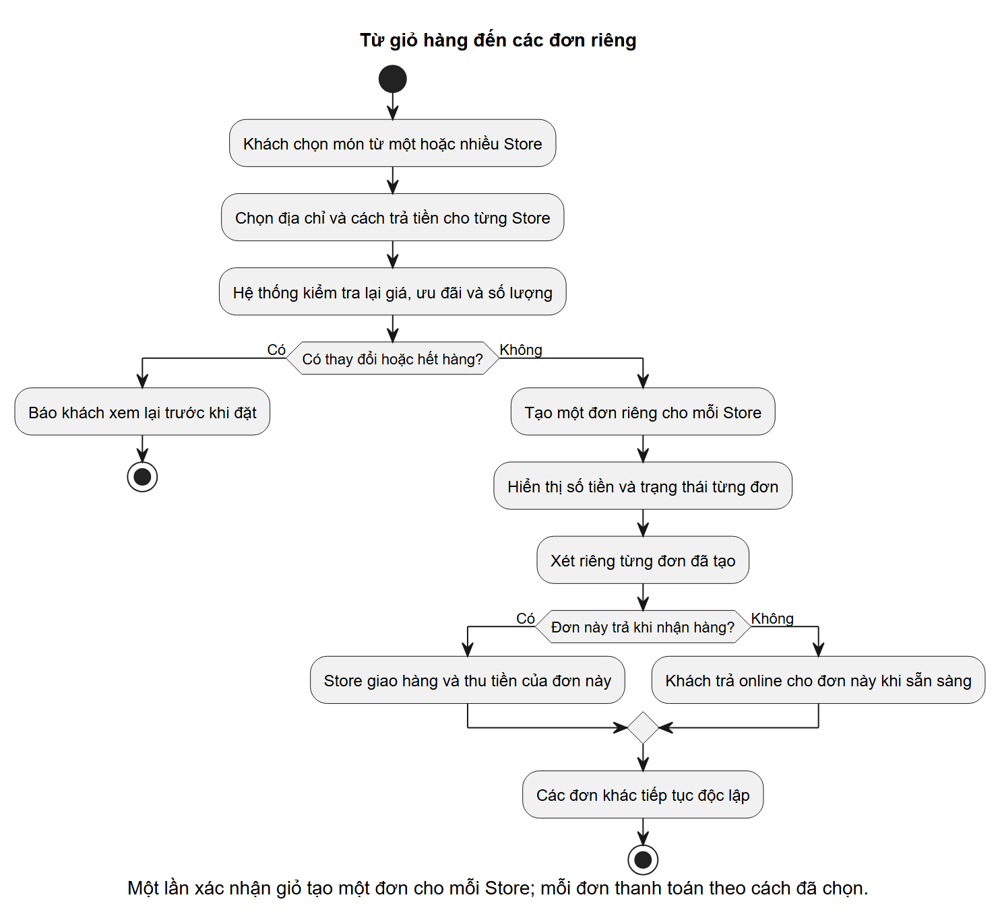 Từ giỏ hàng đến các đơn riêng
Khách chọn món từ một hoặc nhiều Store
Chọn địa chỉ và cách trả tiền cho từng Store
Hệ thống kiểm tra lại giá, ưu đãi và số lượng
Có thay đổi hoặc hết hàng?
Có
Không
Báo khách xem lại trước khi đặt
Tạo một đơn riêng cho mỗi Store
Hiển thị số tiền và trạng thái từng đơn
Xét riêng từng đơn đã tạo
Đơn này trả khi nhận hàng?
Có
Không
Store giao hàng và thu tiền của đơn này
Khách trả online cho đơn này khi sẵn sàng
Các đơn khác tiếp tục độc lập
Một lần xác nhận giỏ tạo một đơn cho mỗi Store; mỗi đơn thanh toán theo cách đã chọn.